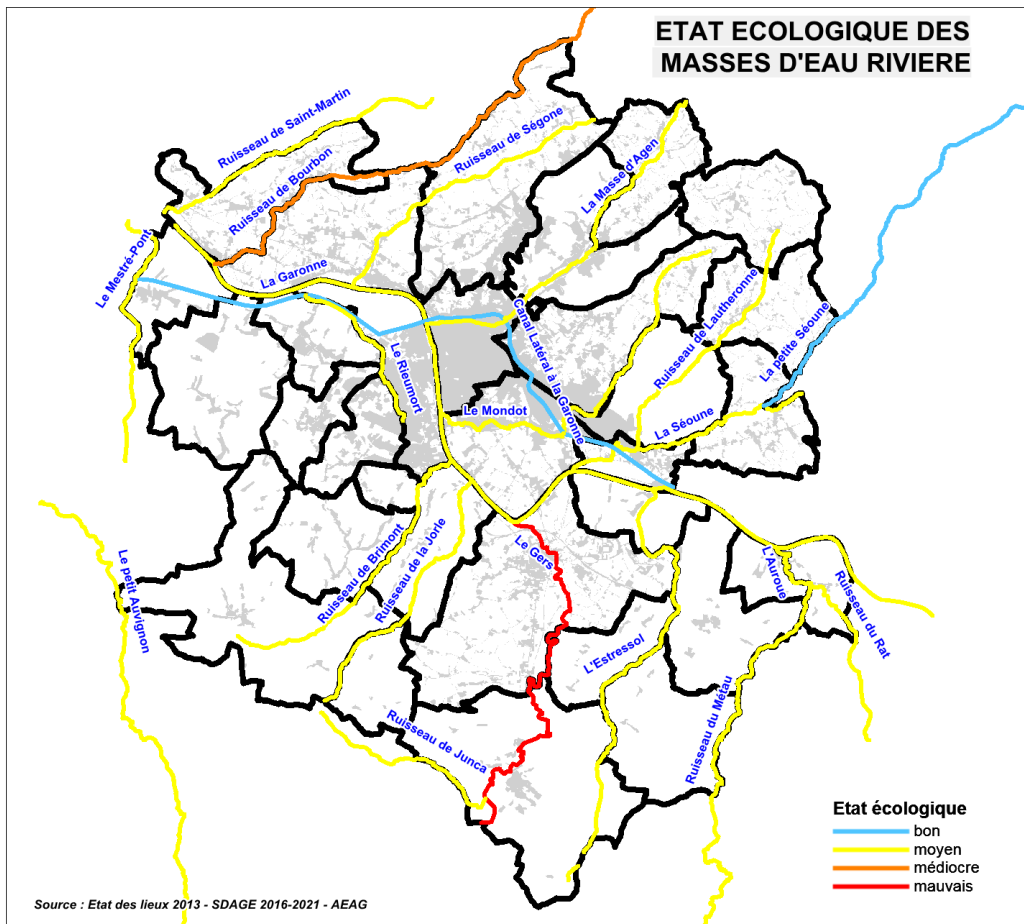 ETAT ECOLOGIQUE DES
MASSES D'EAU RIVIERE
Ruisseau de Saint-Martin
Ruisseau de Bourbon
Ruisseau de Ségone
La Masse d'Agen
Le Mestré-Pont
La Garonne
Canal Latéral à la Garonne
Ruisseau de Lautheronne
La petite Séoune
Le Rieumort
Le Mondot
La Séoune
Le petit Auvignon
Ruisseau de Brimont
Ruisseau de la Jorle
Le Gers
L'Auroue
Ruisseau du Rat
L'Estressol
Ruisseau du Métau
Ruisseau de Junca
Etat écologique
bon
moyen
médiocre
mauvais
Source : Etat des lieux 2013 - SDAGE 2016-2021 - AEAG